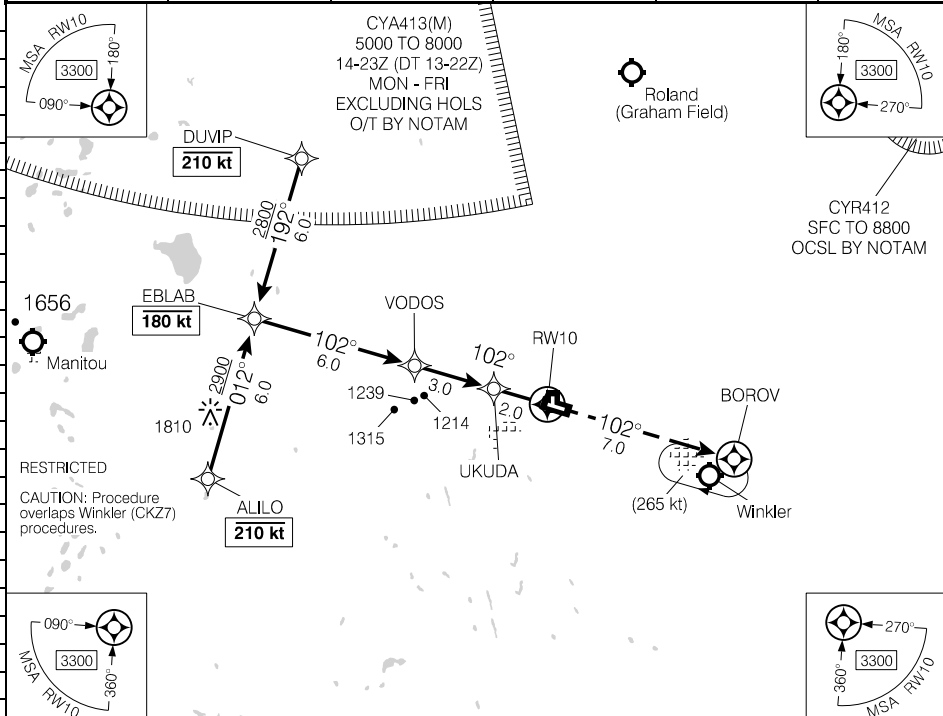 MSA RW10
180°
3300
090°
CYA413(M)
5000 TO 8000
14-23Z (DT 13-22Z)
MON - FRI
EXCLUDING HOLS
O/T BY NOTAM
Roland
(Graham Field)
MSA RW10
180°
3300
270°
DUVIP
210 kt
CYR412
SFC TO 8800
OCSL BY NOTAM
2800
192°
6.0
EBLAB
180 kt
1656
Manitou
VODOS
102°
6.0
102°
3.0
RW10
2.0
102°
7.0
BOROV
2900
012°
6.0
1810
1239
1214
1315
UKUDA
(265 kt)
Winkler
RESTRICTED
CAUTION: Procedure
overlaps Winkler (CKZ7)
procedures.
ALILO
210 kt
090°
3300
360°
MSA RW10
270°
3300
360°
MSA RW10